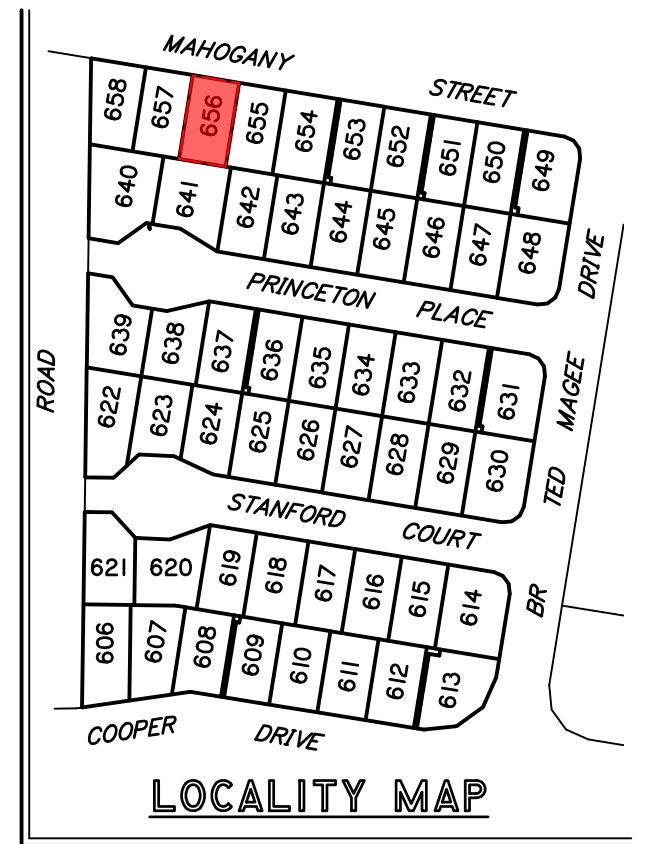 MAHOGANY STREET
658 657 656 655 654 653 652 651 650 649
640 641 642 643 644 645 646 647 648
PRINCETON PLACE
639 638 637 636 635 634 633 632 631
622 623 624 625 626 627 628 629 630
STANFORD COURT
621 620 619 618 617 616 615 614
606 607 608 609 610 611 612 613
COOPER DRIVE
ROAD
BR TED MAGEE DRIVE
LOCALITY MAP